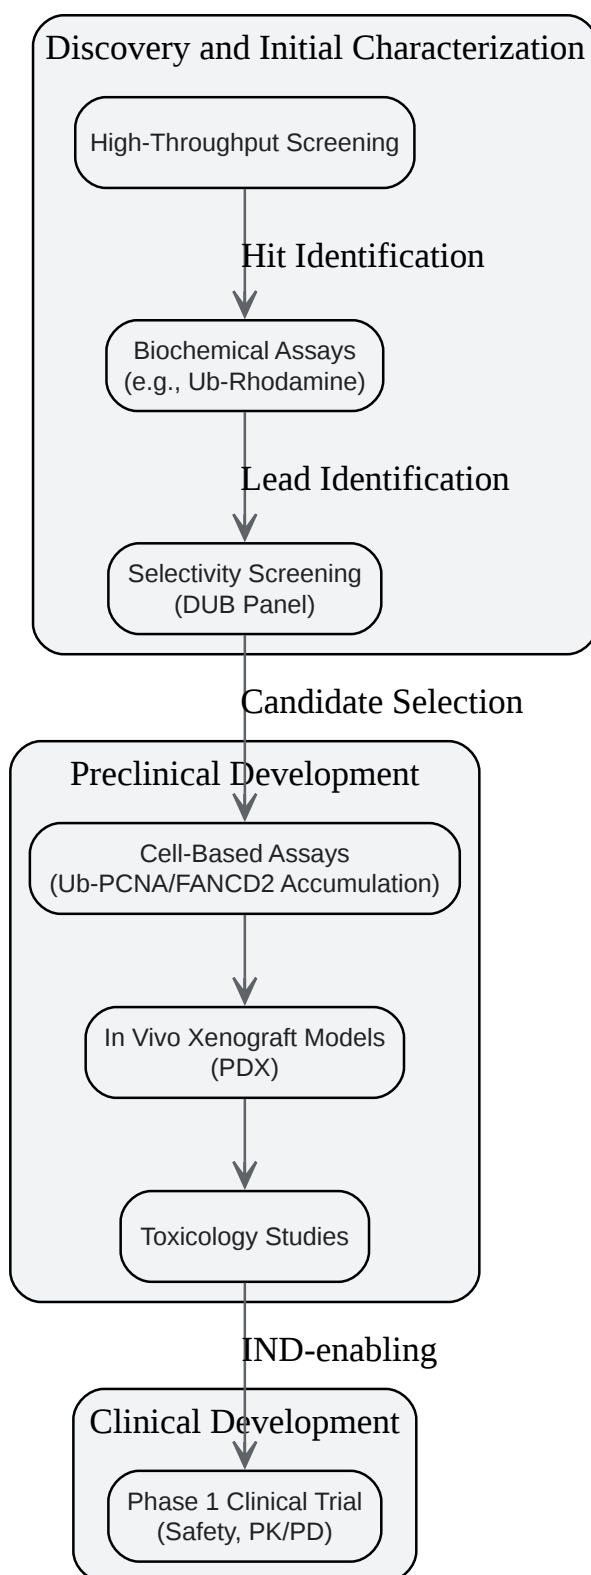 Discovery and Initial Characterization
High-Throughput Screening
Hit Identification
Biochemical Assays
(e.g., Ub-Rhodamine)
Lead Identification
Selectivity Screening
(DUB Panel)
Candidate Selection
Preclinical Development
Cell-Based Assays
(Ub-PCNA/FANCD2 Accumulation)
In Vivo Xenograft Models
(PDX)
Toxicology Studies
IND-enabling
Clinical Development
Phase 1 Clinical Trial
(Safety, PK/PD)